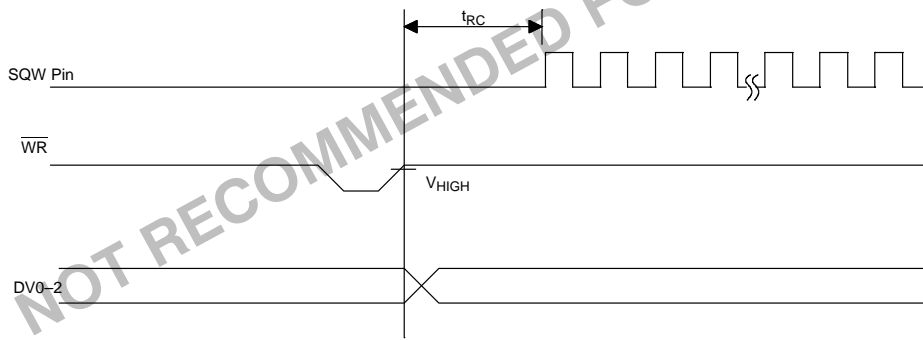 tRC
SQW Pin
WR
VHIGH
DV0–2
NOT RECOMMENDED FO